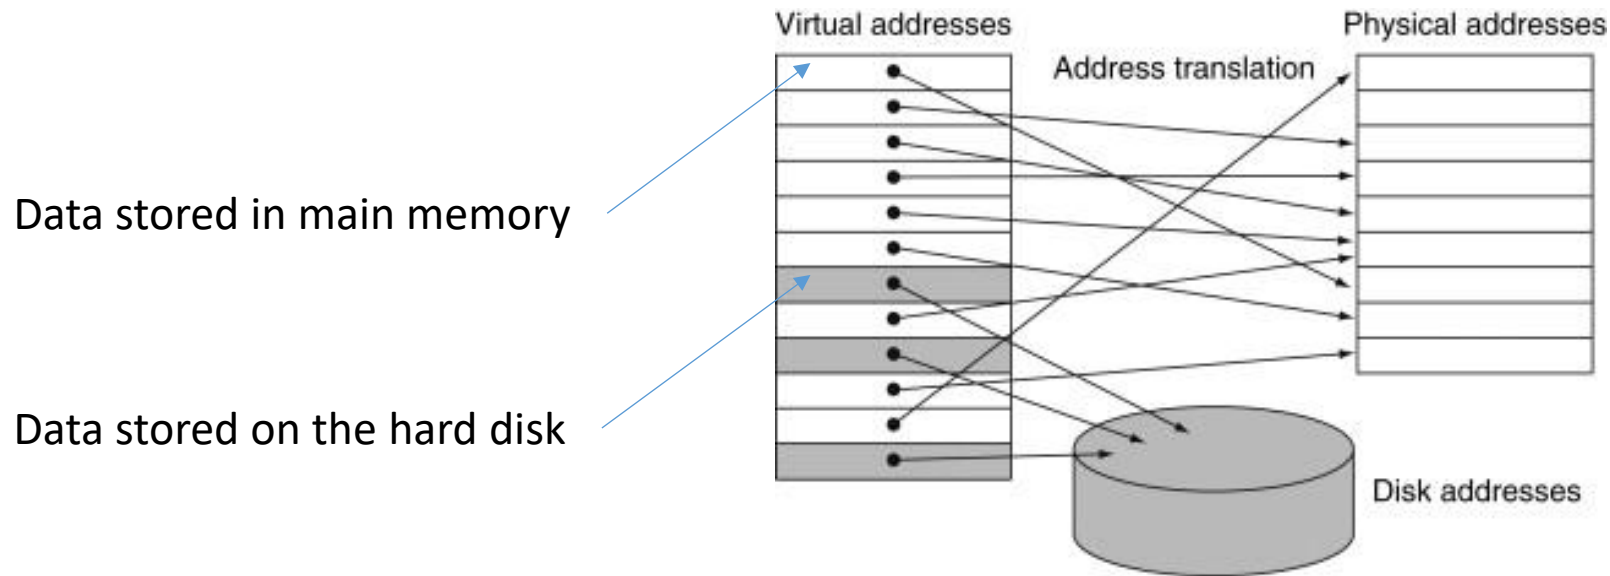 Virtual addresses
Physical addresses
Address translation
Data stored in main memory
Data stored on the hard disk
Disk addresses